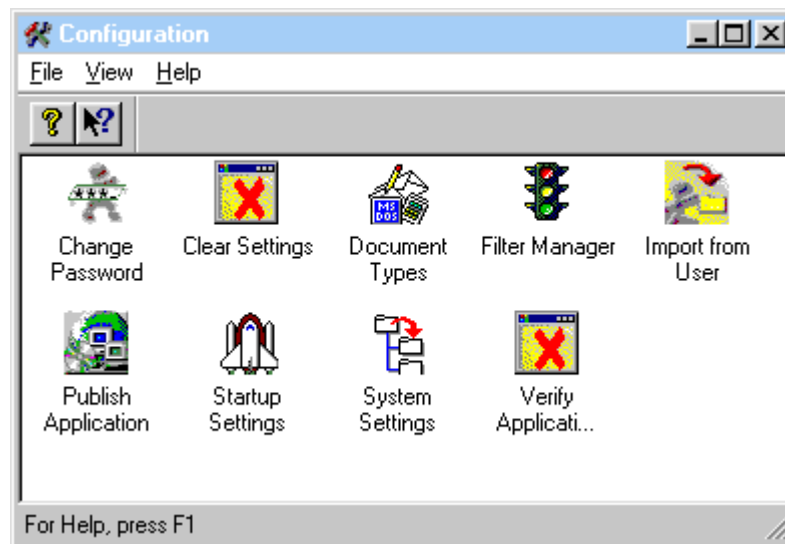 Configuration
File View Help
Change Password
Clear Settings
Document Types
Filter Manager
Import from User
Publish Application
Startup Settings
System Settings
Verify Applicati...
For Help, press F1